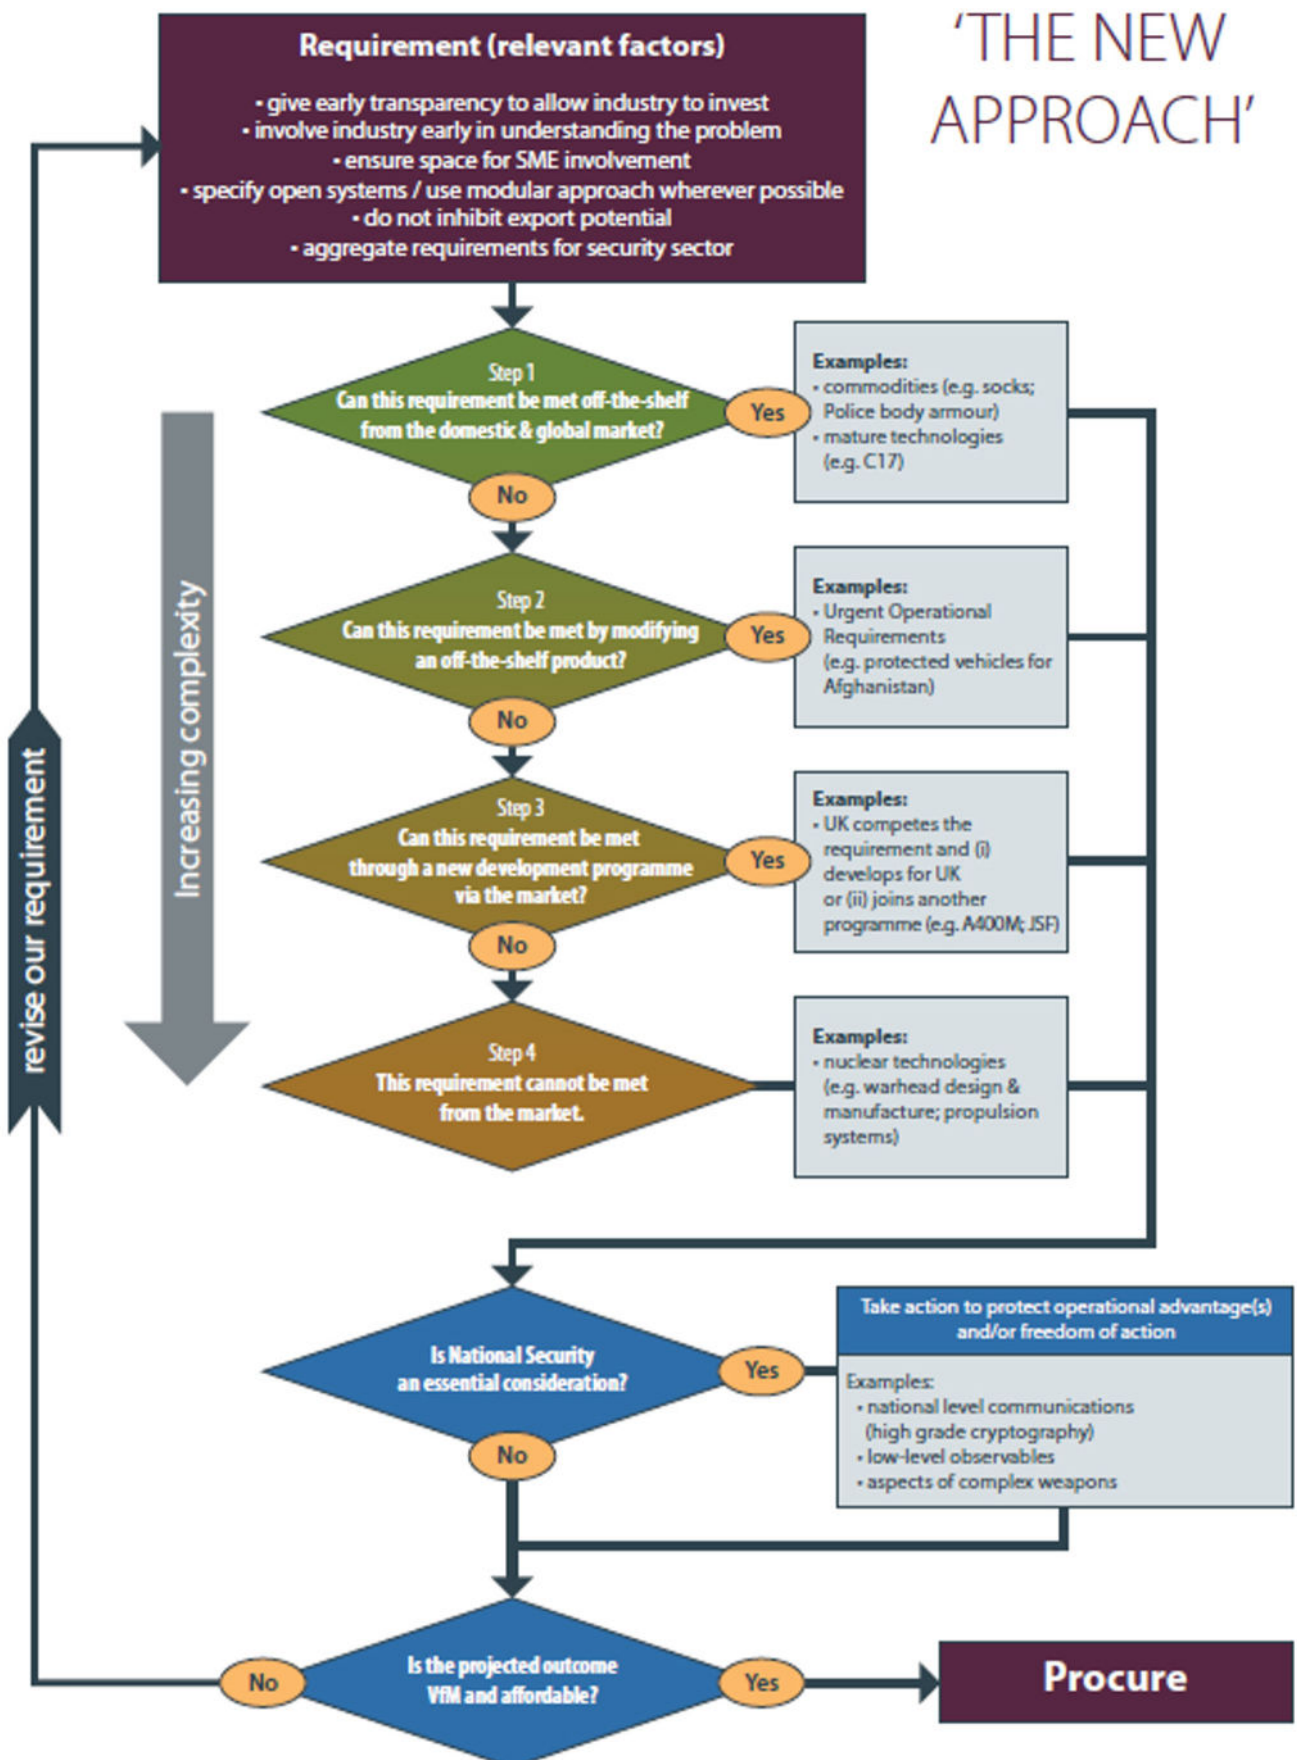 'THE NEW
APPROACH'
Requirement (relevant factors)
• give early transparency to allow industry to invest
• involve industry early in understanding the problem
• ensure space for SME involvement
• specify open systems / use modular approach wherever possible
• do not inhibit export potential
• aggregate requirements for security sector
Step 1
Can this requirement be met off-the-shelf
from the domestic & global market?
Yes
No
Examples:
• commodities (e.g. socks;
Police body armour)
• mature technologies
(e.g. C17)
Increasing complexity
revise our requirement
Step 2
Can this requirement be met by modifying
an off-the-shelf product?
Yes
No
Examples:
• Urgent Operational
Requirements
(e.g. protected vehicles for
Afghanistan)
Step 3
Can this requirement be met
through a new development programme
via the market?
Yes
No
Examples:
• UK competes the
requirement and (i)
develops for UK
or (ii) joins another
programme (e.g. A400M; JSF)
Step 4
This requirement cannot be met
from the market.
Examples:
• nuclear technologies
(e.g. warhead design &
manufacture; propulsion
systems)
Is National Security
an essential consideration?
Yes
No
Take action to protect operational advantage(s)
and/or freedom of action
Examples:
• national level communications
(high grade cryptography)
• low-level observables
• aspects of complex weapons
Is the projected outcome
VfM and affordable?
No
Yes
Procure